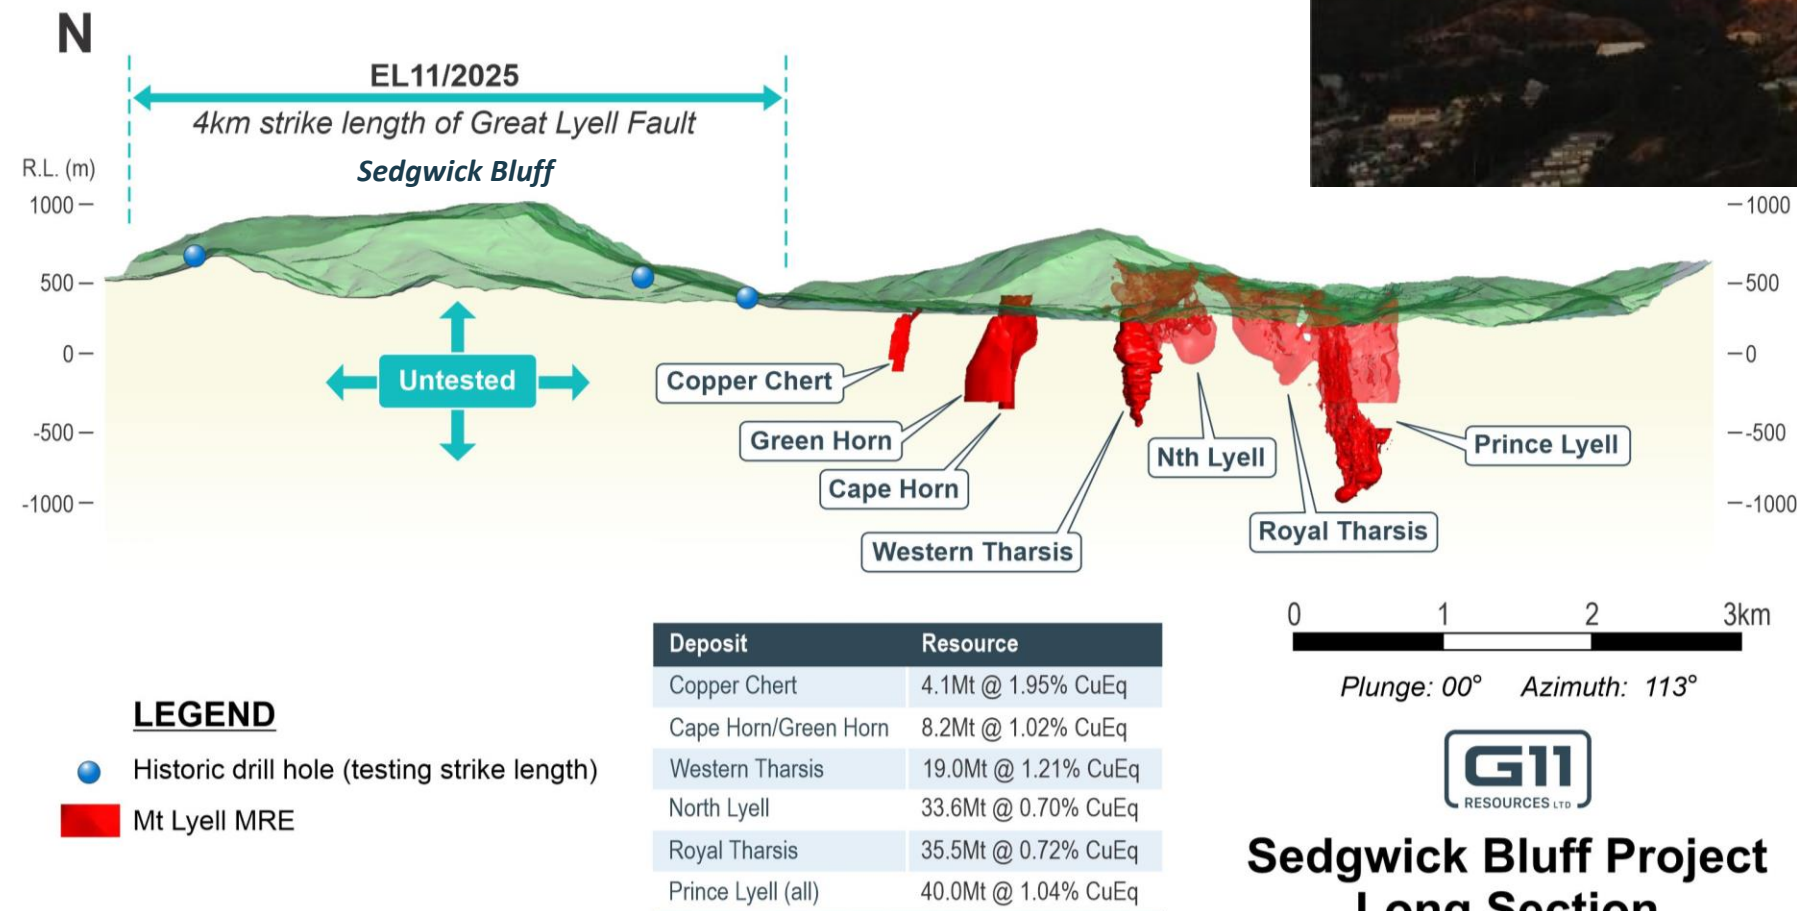 N
EL11/2025
4km strike length of Great Lyell Fault
Sedgwick Bluff
R.L. (m)
1000
500
0
-500
-1000
1000
500
0
-500
-1000
Untested
Copper Chert
Green Horn
Cape Horn
Western Tharsis
Nth Lyell
Royal Tharsis
Prince Lyell
0 1 2 3km
Plunge: 00° Azimuth: 113°
LEGEND
Historic drill hole (testing strike length)
Mt Lyell MRE
Deposit Resource
Copper Chert 4.1Mt @ 1.95% CuEq
Cape Horn/Green Horn 8.2Mt @ 1.02% CuEq
Western Tharsis 19.0Mt @ 1.21% CuEq
North Lyell 33.6Mt @ 0.70% CuEq
Royal Tharsis 35.5Mt @ 0.72% CuEq
Prince Lyell (all) 40.0Mt @ 1.04% CuEq
G11
RESOURCES LTD
Sedgwick Bluff Project
Long Section